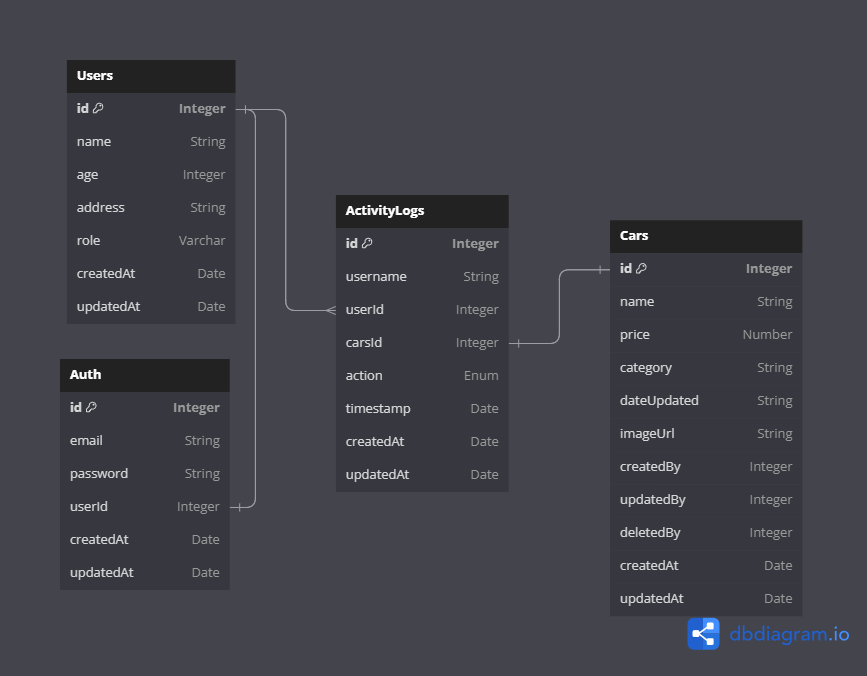 Users
id Integer
name String
age Integer
address String
role Varchar
createdAt Date
updatedAt Date
Auth
id Integer
email String
password String
userId Integer
createdAt Date
updatedAt Date
ActivityLogs
id Integer
username String
userId Integer
carsId Integer
action Enum
timestamp Date
createdAt Date
updatedAt Date
Cars
id Integer
name String
price Number
category String
dateUpdated String
imageUrl String
createdBy Integer
updatedBy Integer
deletedBy Integer
createdAt Date
updatedAt Date
dbdiagram.io